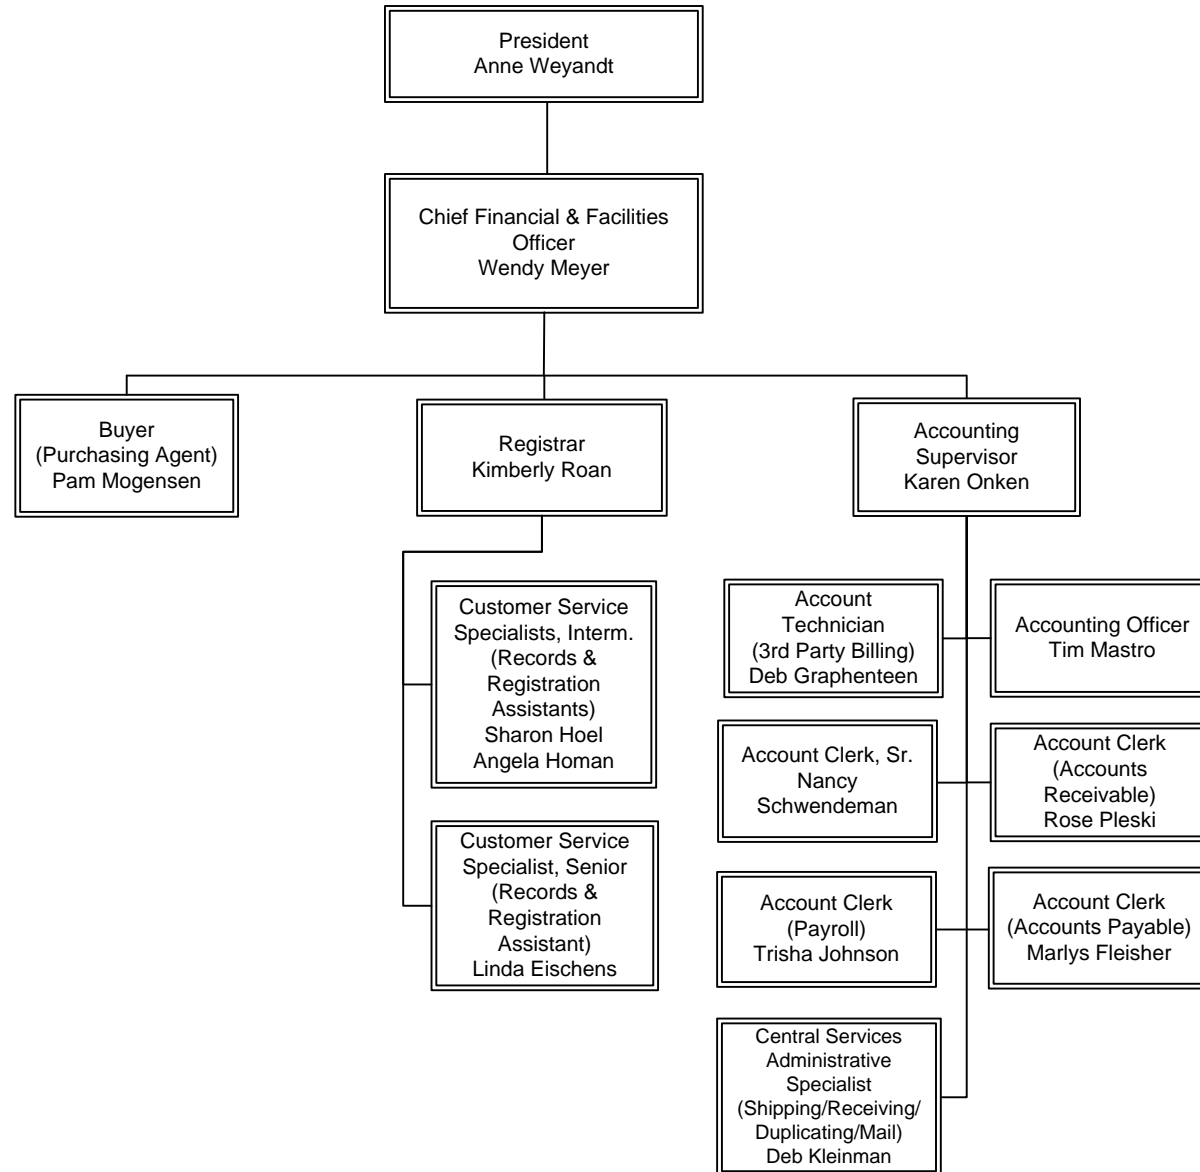 President
Anne Weyandt
Chief Financial & Facilities
Officer
Wendy Meyer
Buyer
(Purchasing Agent)
Pam Mogensen
Registrar
Kimberly Roan
Accounting
Supervisor
Karen Onken
Customer Service
Specialists, Interm.
(Records &
Registration
Assistants)
Sharon Hoel
Angela Homan
Customer Service
Specialist, Senior
(Records &
Registration
Assistant)
Linda Eischens
Account
Technician
(3rd Party Billing)
Deb Graphenteen
Accounting Officer
Tim Mastro
Account Clerk, Sr.
Nancy
Schwendeman
Account Clerk
(Accounts
Receivable)
Rose Pleski
Account Clerk
(Payroll)
Trisha Johnson
Account Clerk
(Accounts Payable)
Marlys Fleisher
Central Services
Administrative
Specialist
(Shipping/Receiving/
Duplicating/Mail)
Deb Kleinman